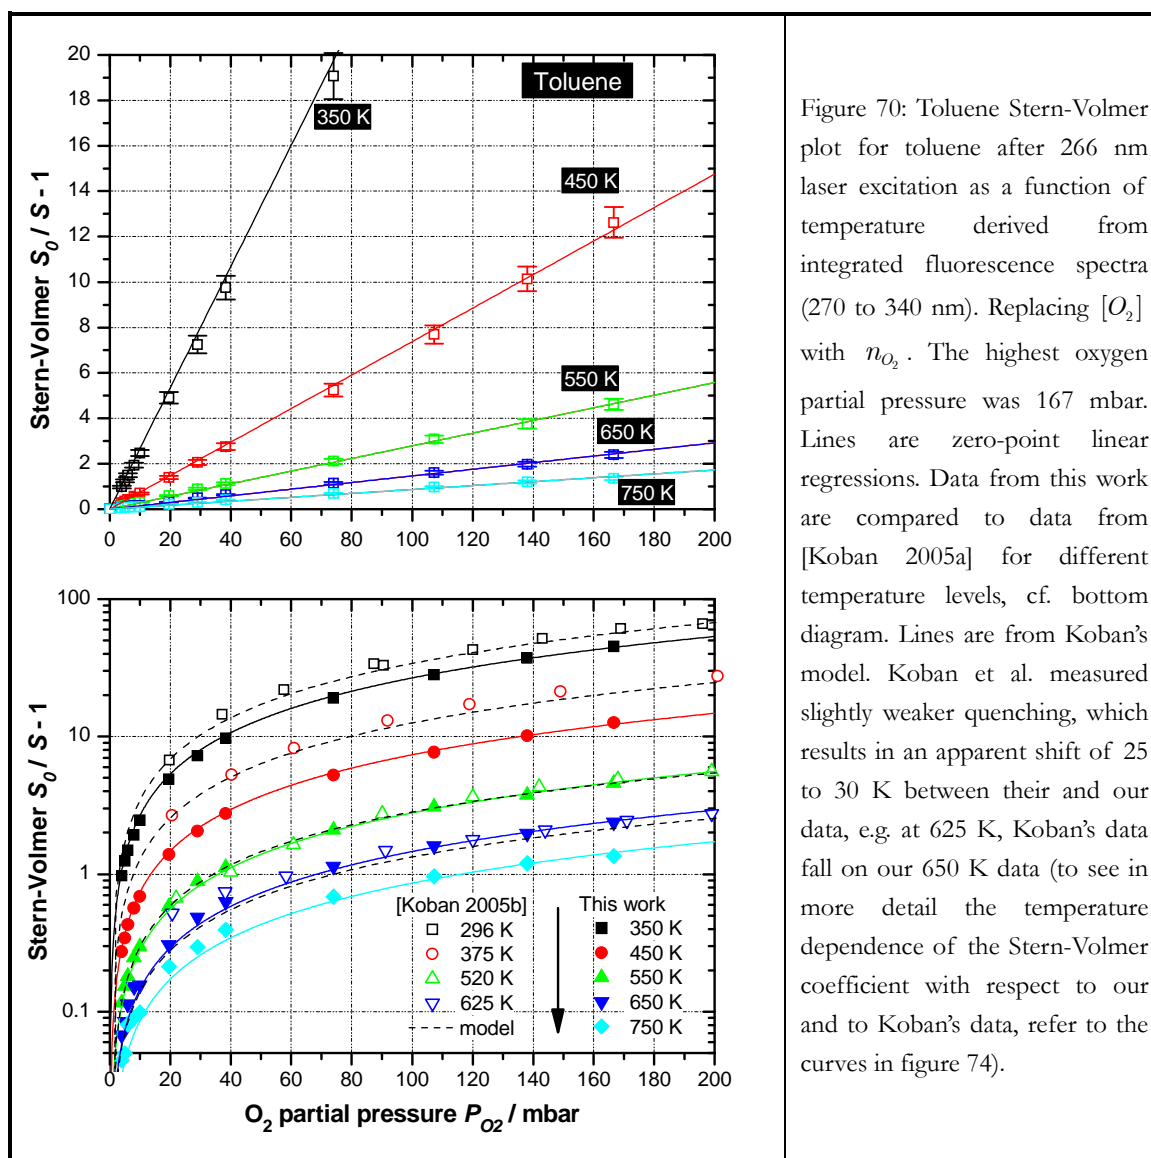 20
18
16
14
12
10
8
6
4
2
0
Stern-Volmer S0 / S - 1
Toluene
350 K
450 K
550 K
650 K
750 K
0 20 40 60 80 100 120 140 160 180 200
100
10
1
0.1
Stern-Volmer S0 / S - 1
[Koban 2005b]
296 K
375 K
520 K
625 K
model
This work
350 K
450 K
550 K
650 K
750 K
0 20 40 60 80 100 120 140 160 180 200
O2 partial pressure PO2 / mbar
Figure 70: Toluene Stern-Volmer
plot for toluene after 266 nm
laser excitation as a function of
temperature derived from
integrated fluorescence spectra
(270 to 340 nm). Replacing [O2]
with nO2. The highest oxygen
partial pressure was 167 mbar.
Lines are zero-point linear
regressions. Data from this work
are compared to data from
[Koban 2005a] for different
temperature levels, cf. bottom
diagram. Lines are from Koban's
model. Koban et al. measured
slightly weaker quenching, which
results in an apparent shift of 25
to 30 K between their and our
data, e.g. at 625 K, Koban's data
fall on our 650 K data (to see in
more detail the temperature
dependence of the Stern-Volmer
coefficient with respect to our
and to Koban's data, refer to the
curves in figure 74).